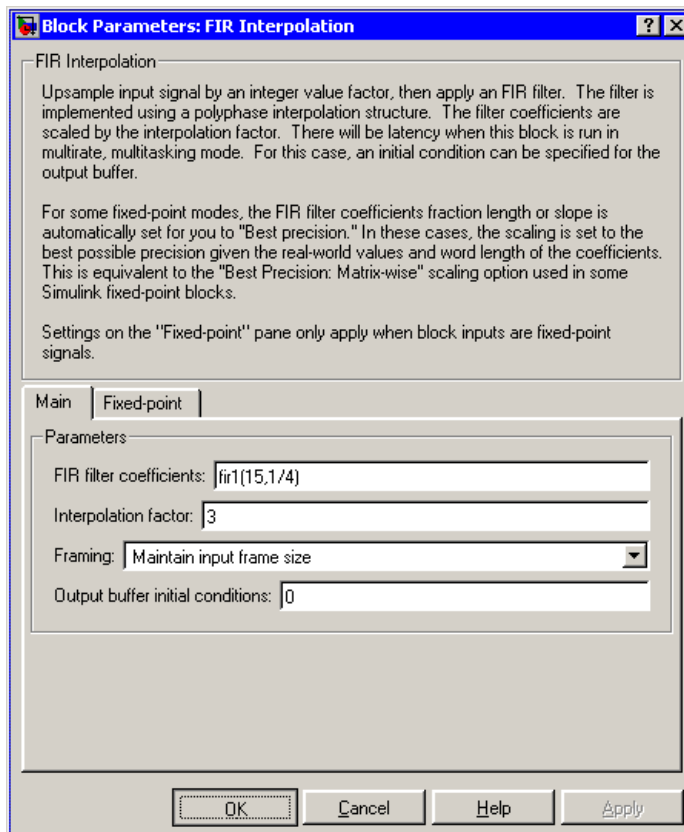 Block Parameters: FIR Interpolation
FIR Interpolation
Upsample input signal by an integer value factor, then apply an FIR filter. The filter is
implemented using a polyphase interpolation structure. The filter coefficients are
scaled by the interpolation factor. There will be latency when this block is run in
multirate, multitasking mode. For this case, an initial condition can be specified for the
output buffer.
For some fixed-point modes, the FIR filter coefficients fraction length or slope is
automatically set for you to "Best precision." In these cases, the scaling is set to the
best possible precision given the real-world values and word length of the coefficients.
This is equivalent to the "Best Precision: Matrix-wise" scaling option used in some
Simulink fixed-point blocks.
Settings on the "Fixed-point" pane only apply when block inputs are fixed-point
signals.
Main Fixed-point
Parameters
FIR filter coefficients: fir1(15,1/4)
Interpolation factor: 3
Framing: Maintain input frame size
Output buffer initial conditions: 0
OK Cancel Help Apply